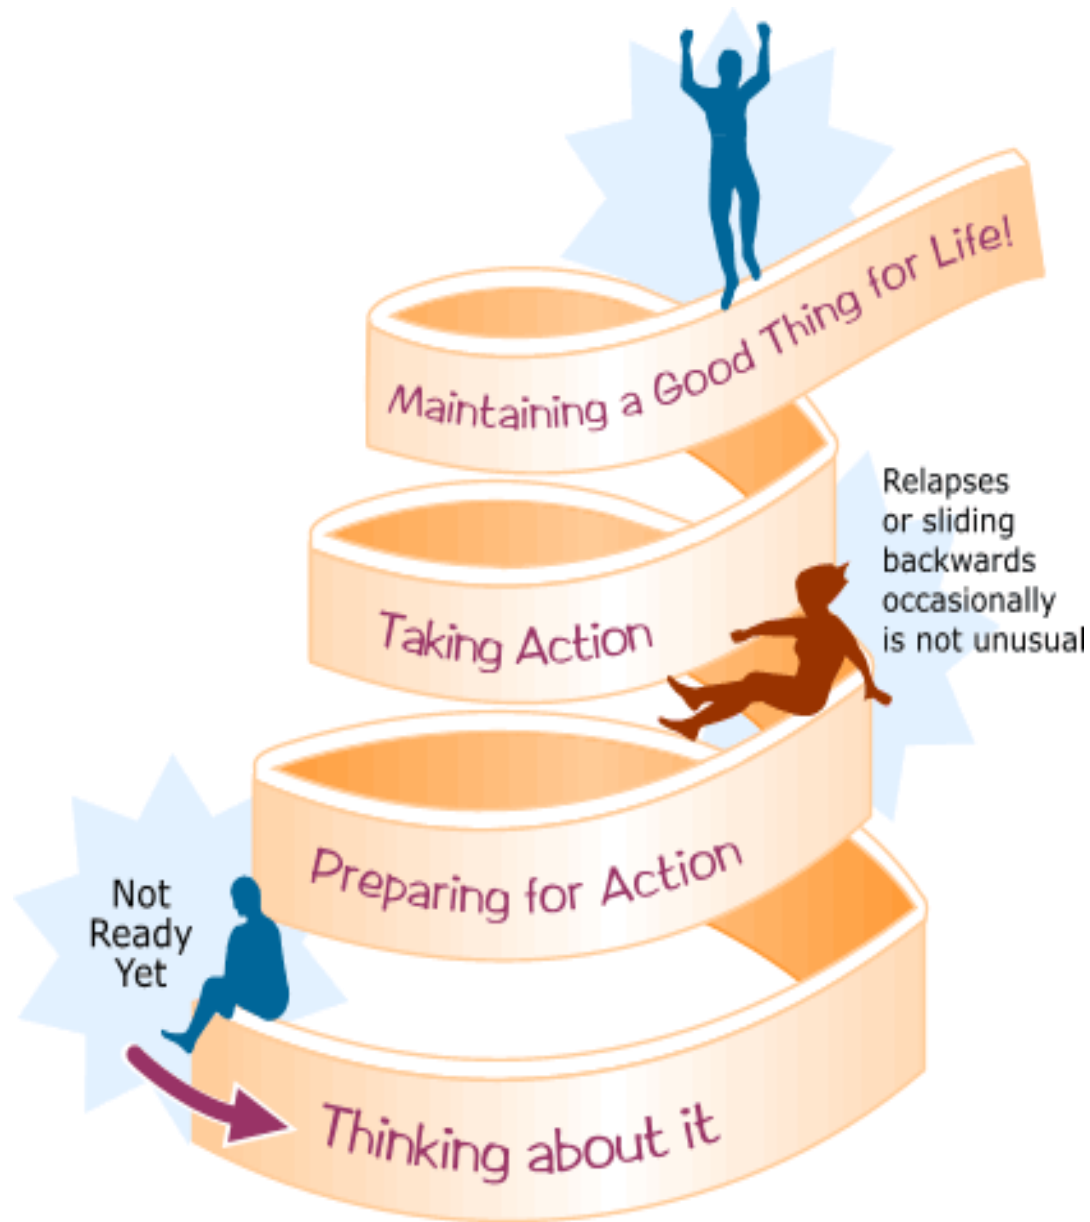 Maintaining a Good Thing for Life!
Relapses
or sliding
backwards
occasionally
is not unusual
Taking Action
Preparing for Action
Not
Ready
Yet
Thinking about it